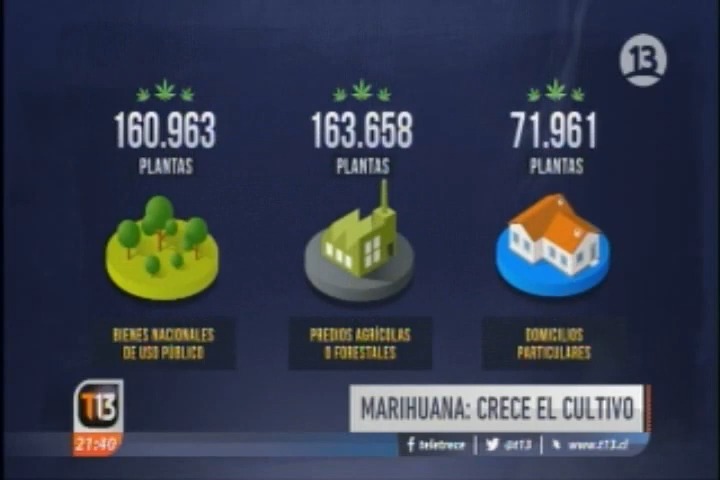 13
160.963
PLANTAS
163.658
PLANTAS
71.961
PLANTAS
BIENES NACIONALES
DE USO PÚBLICO
PREDIOS AGRÍCOLAS
O FORESTALES
DOMICILIOS
PARTICULARES
T13
21:40
MARIHUANA: CRECE EL CULTIVO
teletrece
@t13
www.t13.cl